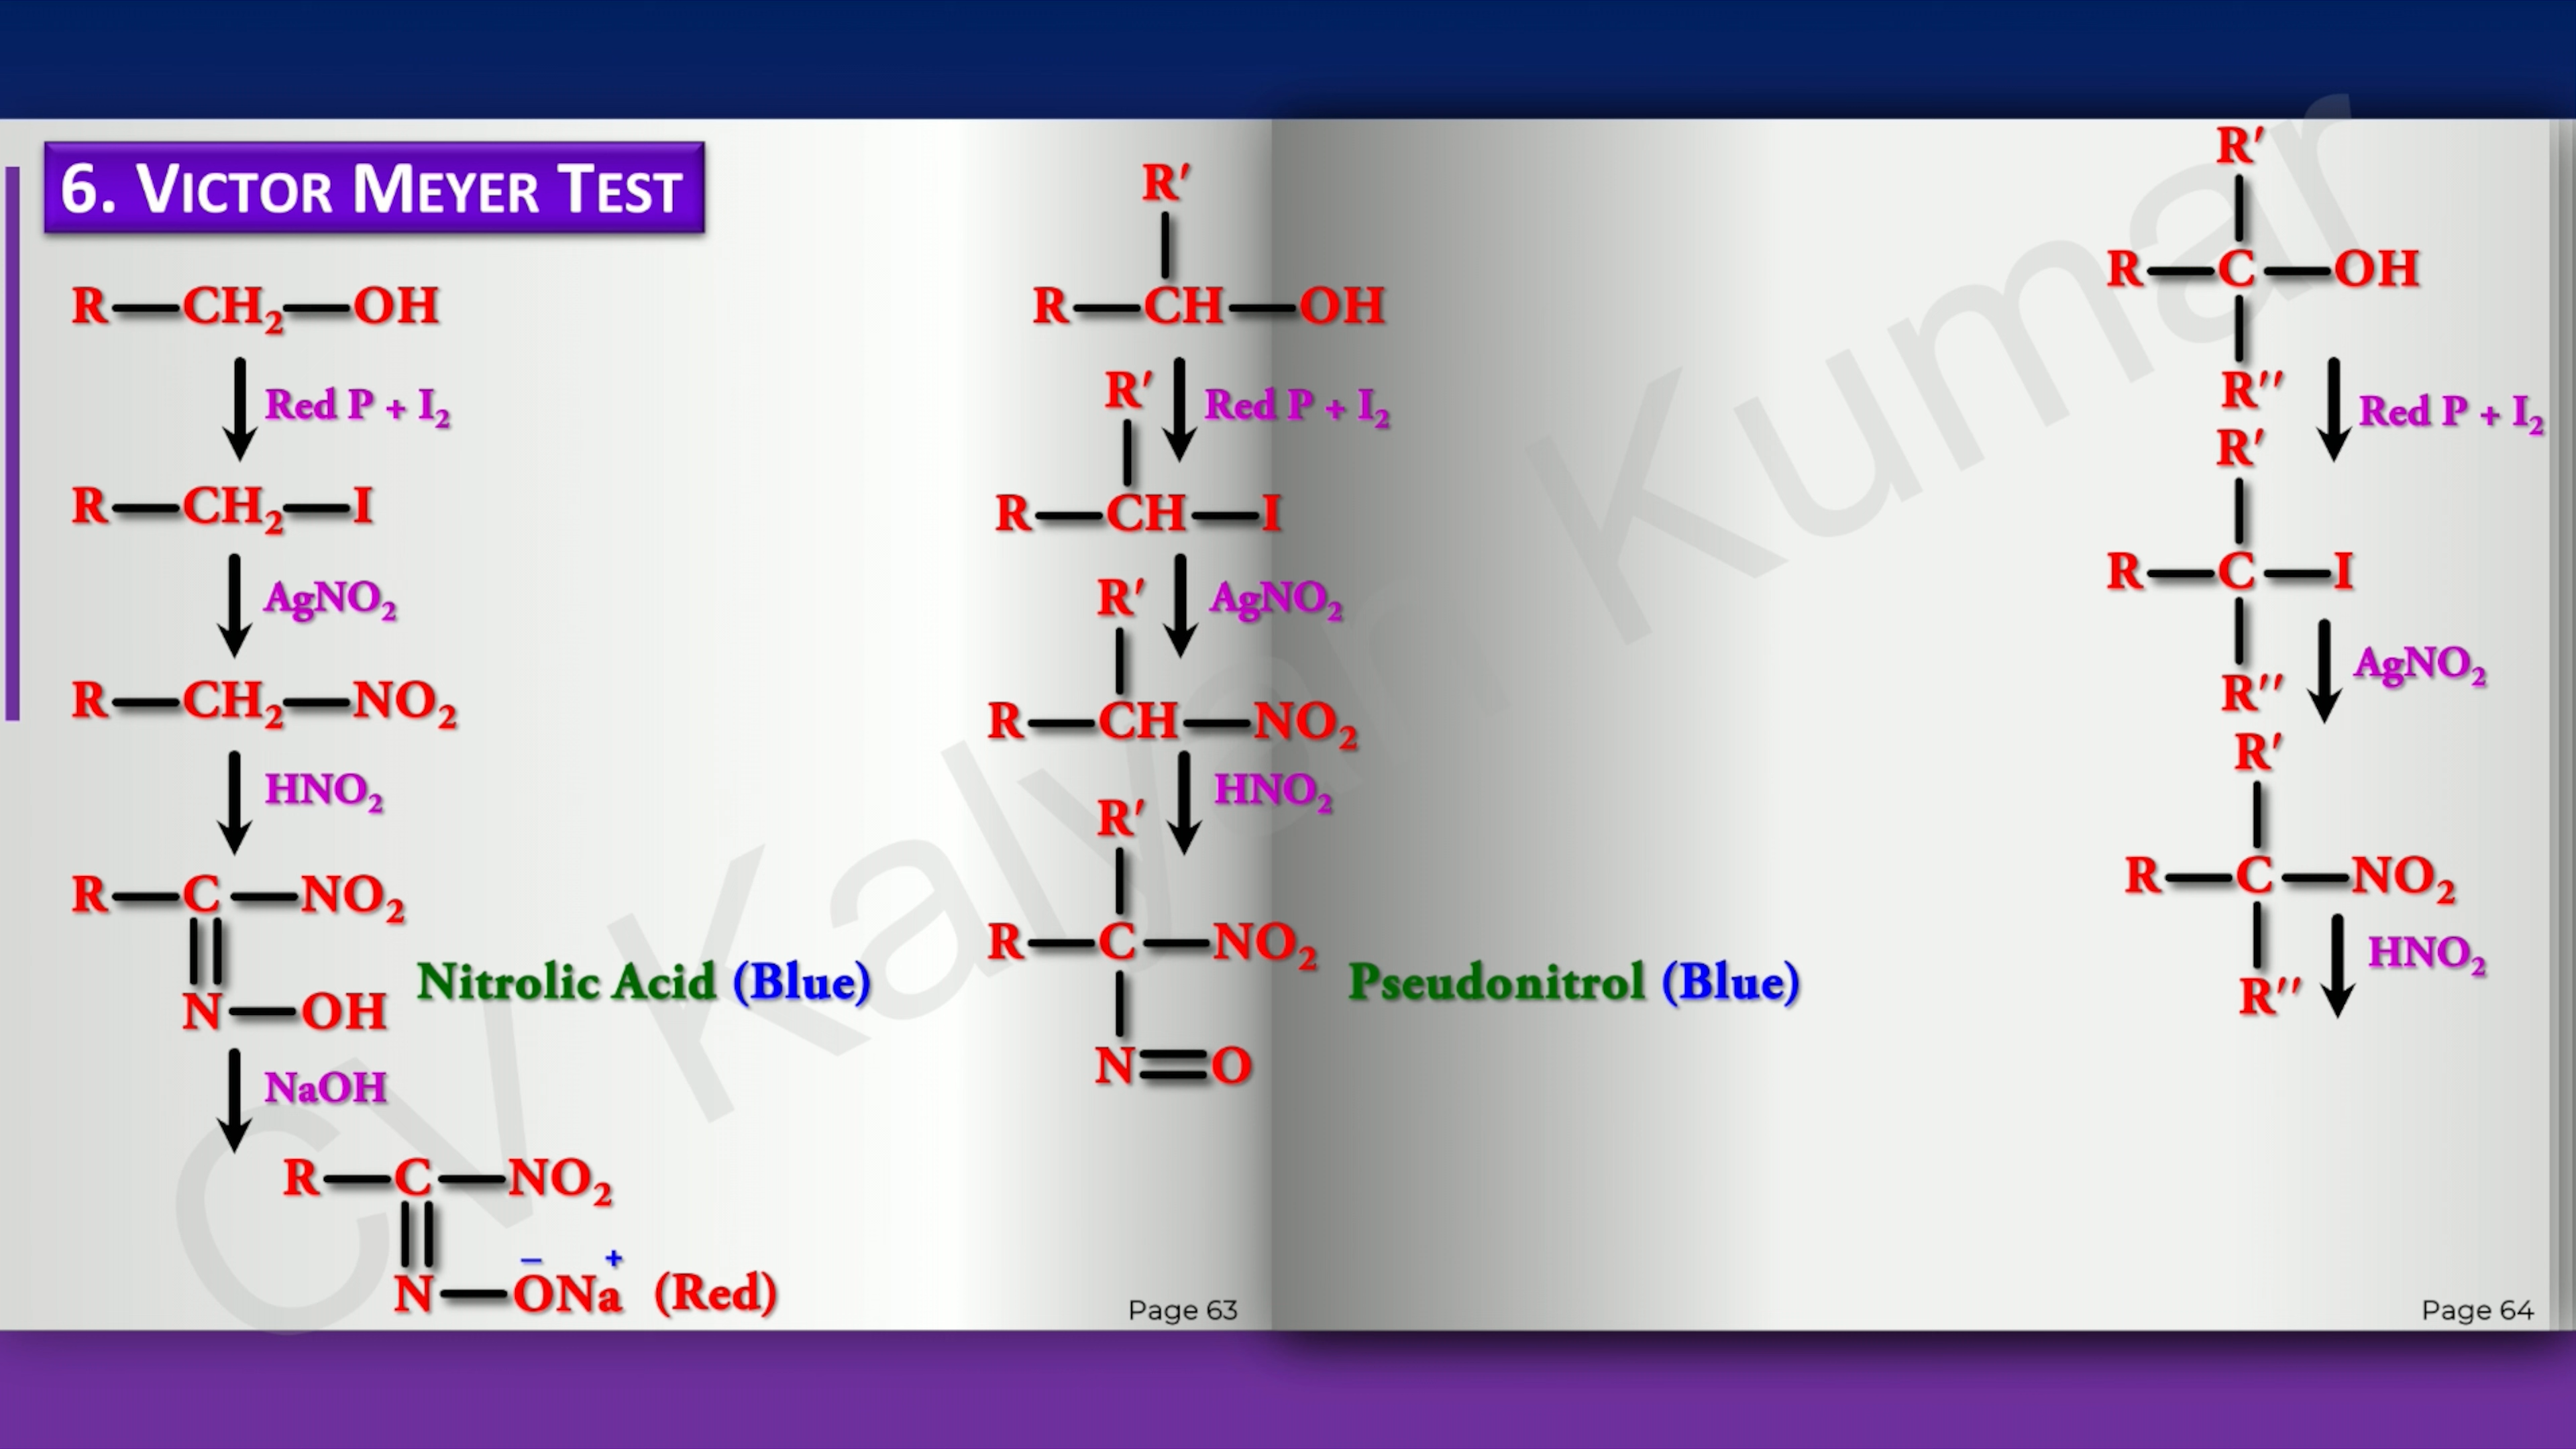 6. VICTOR MEYER TEST
R—CH₂—OH
Red P + I₂
R—CH₂—I
AgNO₂
R—CH₂—NO₂
HNO₂
R—C—NO₂
N—OH
Nitrolic Acid (Blue)
NaOH
R—C—NO₂
N—ONa (Red)
− +
R′
R—CH—OH
Red P + I₂
R′
R—CH—I
AgNO₂
R′
R—CH—NO₂
HNO₂
R′
R—C—NO₂
N=O
Pseudonitrol (Blue)
Page 63
R′
R—C—OH
R′′
Red P + I₂
R′
R—C—I
R′′
AgNO₂
R′
R—C—NO₂
R′′
HNO₂
Page 64
CV Kalyan Kumar